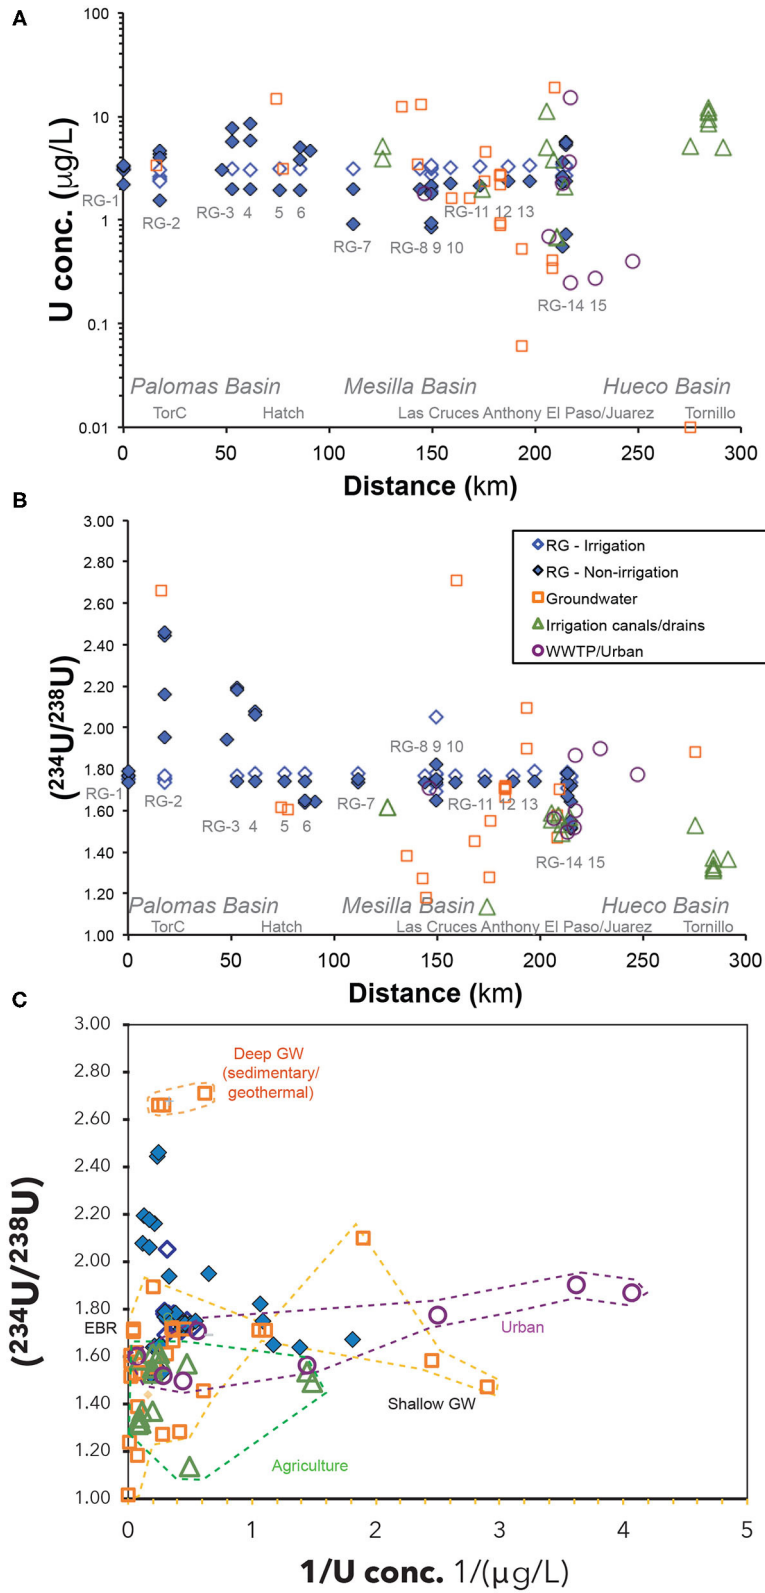 A
100
10
1
0.1
0.01
U conc. (µg/L)
RG-1
RG-2
RG-3 4
5 6
RG-7
RG-8 9 10
RG-11 12 13
RG-14 15
Palomas Basin
Mesilla Basin
Hueco Basin
TorC
Hatch
Las Cruces Anthony El Paso/Juarez
Tornillo
0
50
100
150
200
250
300
Distance (km)
B
3.00
2.80
2.60
2.40
2.20
2.00
1.80
1.60
1.40
1.20
1.00
(234U/238U)
RG - Irrigation
RG - Non-irrigation
Groundwater
Irrigation canals/drains
WWTP/Urban
RG-8 9 10
RG-1
RG-2
RG-7
RG-11 12 13
RG-3 4
5 6
RG-14 15
Palomas Basin
Mesilla Basin
Hueco Basin
TorC
Hatch
Las Cruces Anthony El Paso/Juarez
Tornillo
0
50
100
150
200
250
300
Distance (km)
C
3.00
2.80
2.60
2.40
2.20
2.00
1.80
1.60
1.40
1.20
1.00
(234U/238U)
Deep GW
(sedimentary/
geothermal)
EBR
Urban
Shallow GW
Agriculture
0
1
2
3
4
5
1/U conc. 1/(µg/L)